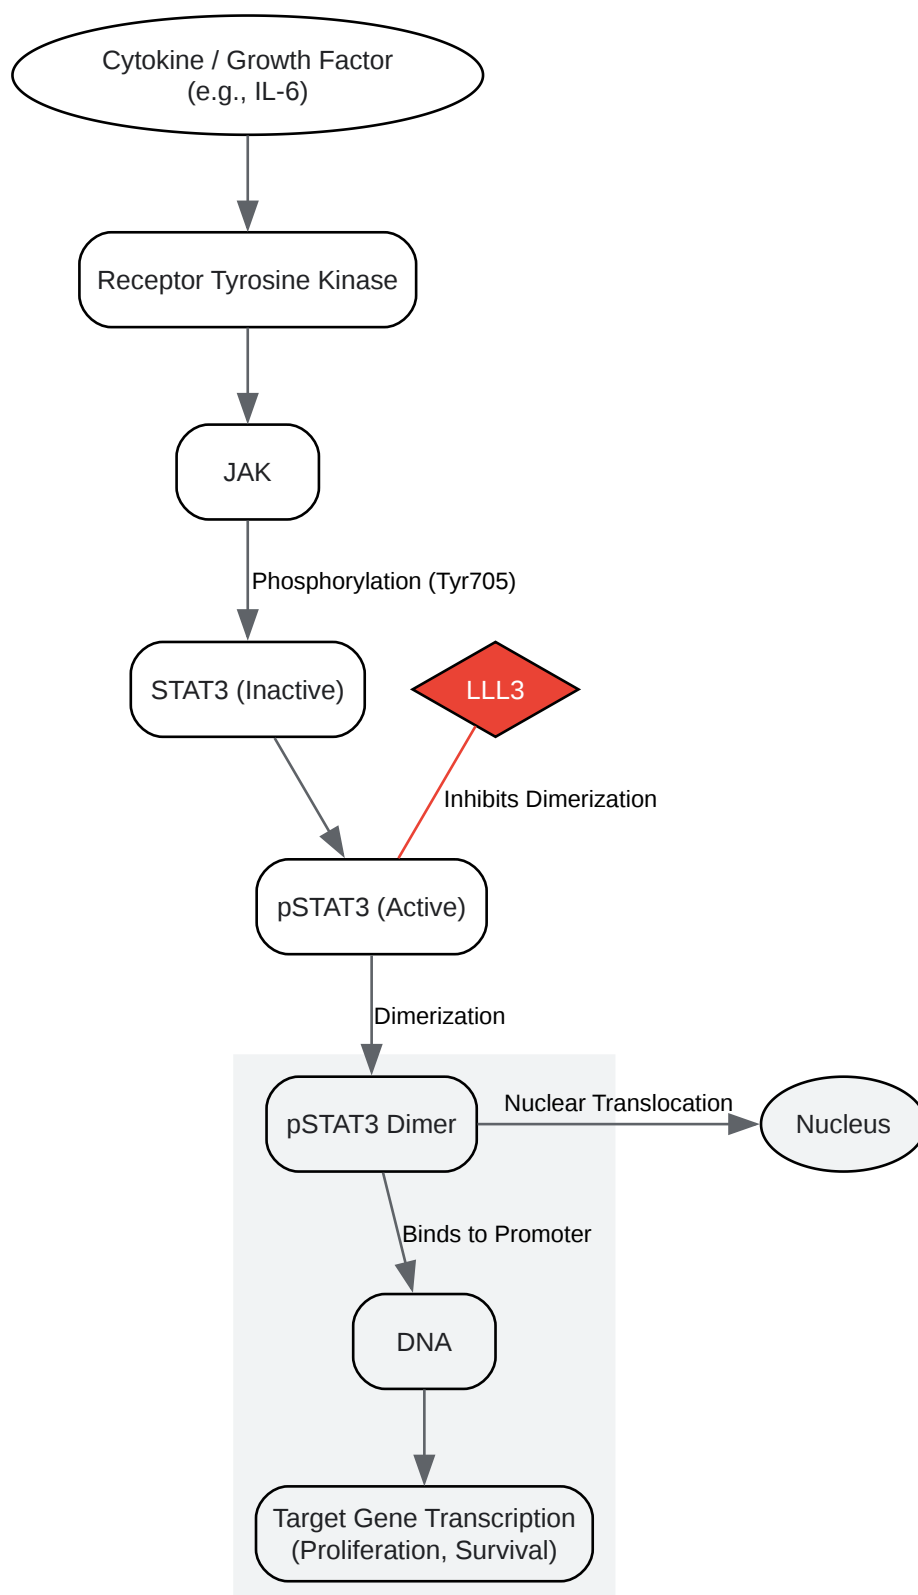 Cytokine / Growth Factor
(e.g., IL-6)
Receptor Tyrosine Kinase
JAK
Phosphorylation (Tyr705)
STAT3 (Inactive)
LLL3
Inhibits Dimerization
pSTAT3 (Active)
Dimerization
pSTAT3 Dimer
Nuclear Translocation
Nucleus
Binds to Promoter
DNA
Target Gene Transcription
(Proliferation, Survival)